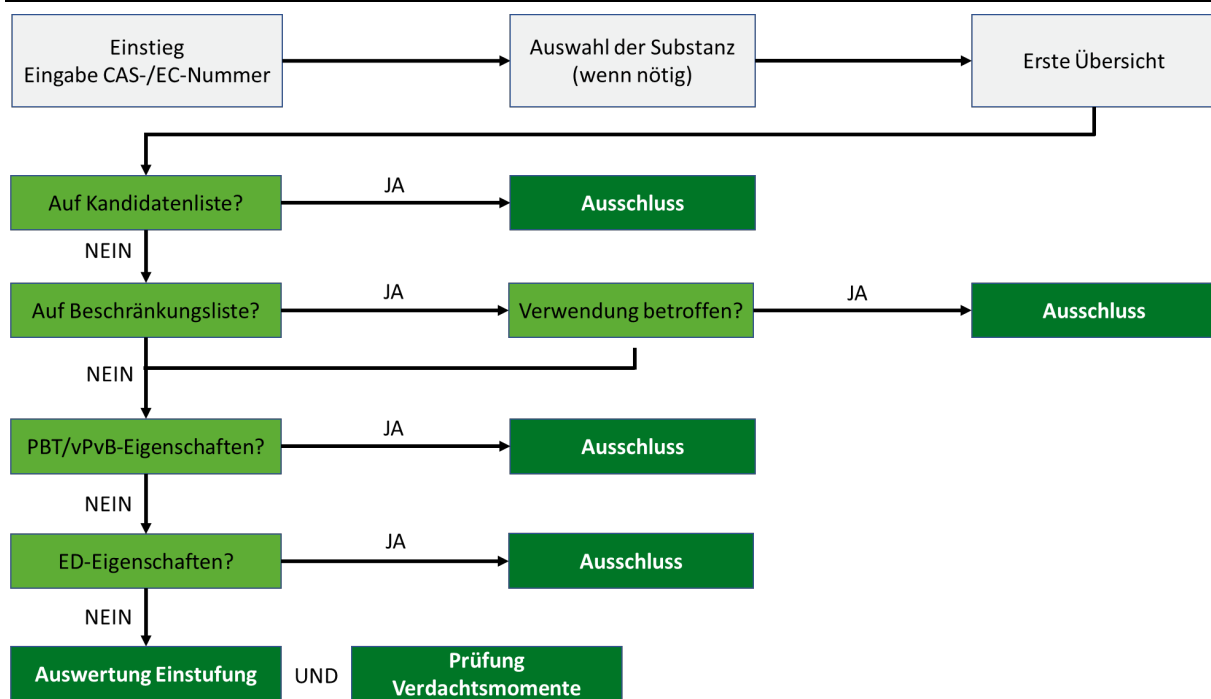 Einstieg
Eingabe CAS-/EC-Nummer
Auswahl der Substanz
(wenn nötig)
Erste Übersicht
Auf Kandidatenliste?
JA
Ausschluss
NEIN
Auf Beschränkungsliste?
JA
Verwendung betroffen?
JA
Ausschluss
NEIN
PBT/vPvB-Eigenschaften?
JA
Ausschluss
NEIN
ED-Eigenschaften?
JA
Ausschluss
NEIN
Auswertung Einstufung
UND
Prüfung
Verdachtsmomente